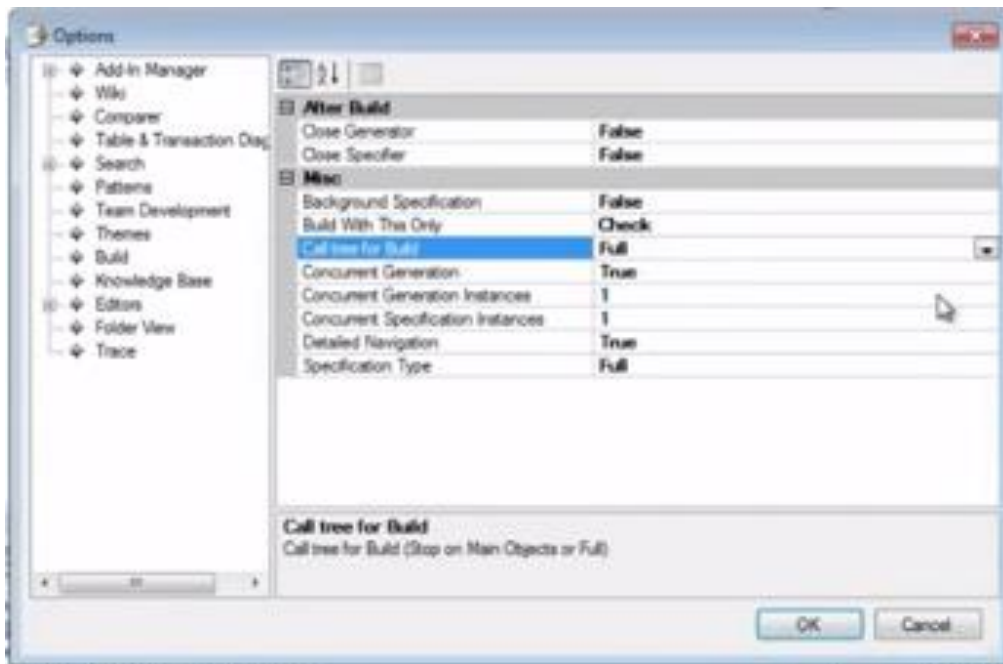 Options
Add-In Manager
Wiki
Comparer
Table & Transaction Diag
Search
Patterns
Team Development
Themes
Build
Knowledge Base
Editors
Folder View
Trace
After Build
Close Generator False
Close Specifier False
Misc
Background Specification False
Build With This Only Check
Call tree for Build Full
Concurrent Generation True
Concurrent Generation Instances 1
Concurrent Specification Instances 1
Detailed Navigation True
Specification Type Full
Call tree for Build
Call tree for Build (Stop on Main Objects or Full)
OK
Cancel